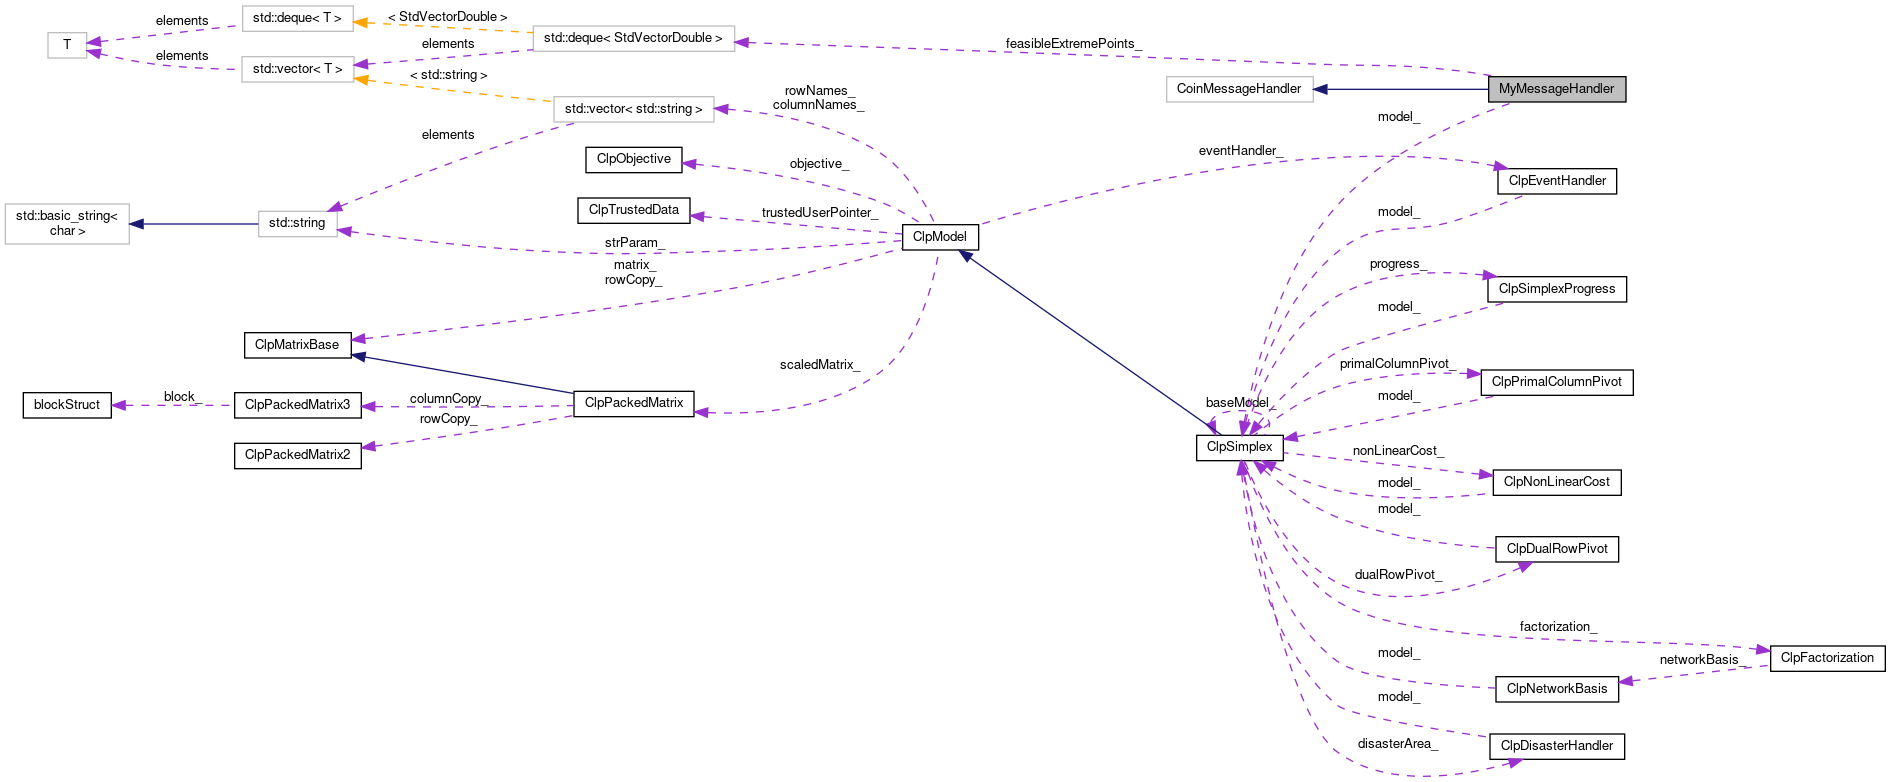 elements
std::deque< T >
< StdVectorDouble >
T
std::deque< StdVectorDouble >
elements
elements
feasibleExtremePoints_
std::vector< T >
< std::string >
CoinMessageHandler
MyMessageHandler
rowNames_
columnNames_
std::vector< std::string >
model_
elements
ClpObjective
objective_
eventHandler_
ClpEventHandler
std::basic_string<
char >
std::string
ClpTrustedData
trustedUserPointer_
model_
ClpModel
strParam_
matrix_
rowCopy_
progress_
ClpSimplexProgress
model_
ClpMatrixBase
scaledMatrix_
primalColumnPivot_
ClpPrimalColumnPivot
blockStruct
block_
ClpPackedMatrix3
columnCopy_
ClpPackedMatrix
model_
baseModel_
rowCopy_
ClpPackedMatrix2
ClpSimplex
nonLinearCost_
model_
ClpNonLinearCost
model_
ClpDualRowPivot
dualRowPivot_
factorization_
model_
networkBasis_
ClpFactorization
ClpNetworkBasis
model_
disasterArea_
ClpDisasterHandler